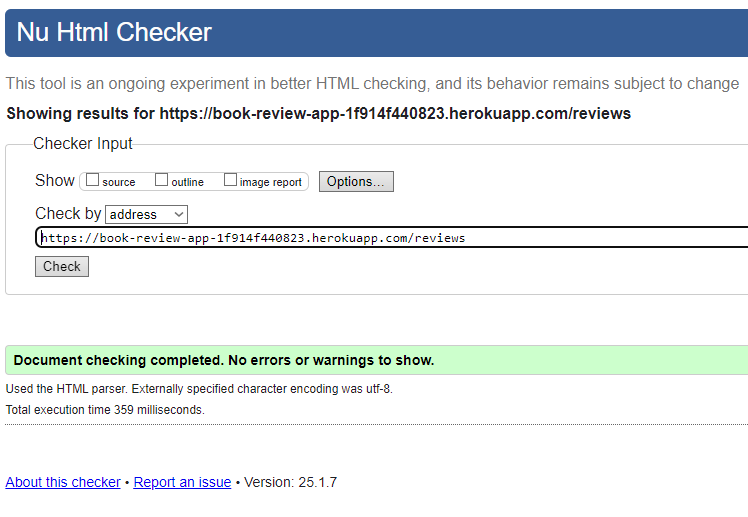 Nu Html Checker
This tool is an ongoing experiment in better HTML checking, and its behavior remains subject to change
Showing results for https://book-review-app-1f914f440823.herokuapp.com/reviews
Checker Input
Show source outline image report Options...
Check by address
https://book-review-app-1f914f440823.herokuapp.com/reviews
Check
Document checking completed. No errors or warnings to show.
Used the HTML parser. Externally specified character encoding was utf-8.
Total execution time 359 milliseconds.
About this checker • Report an issue • Version: 25.1.7